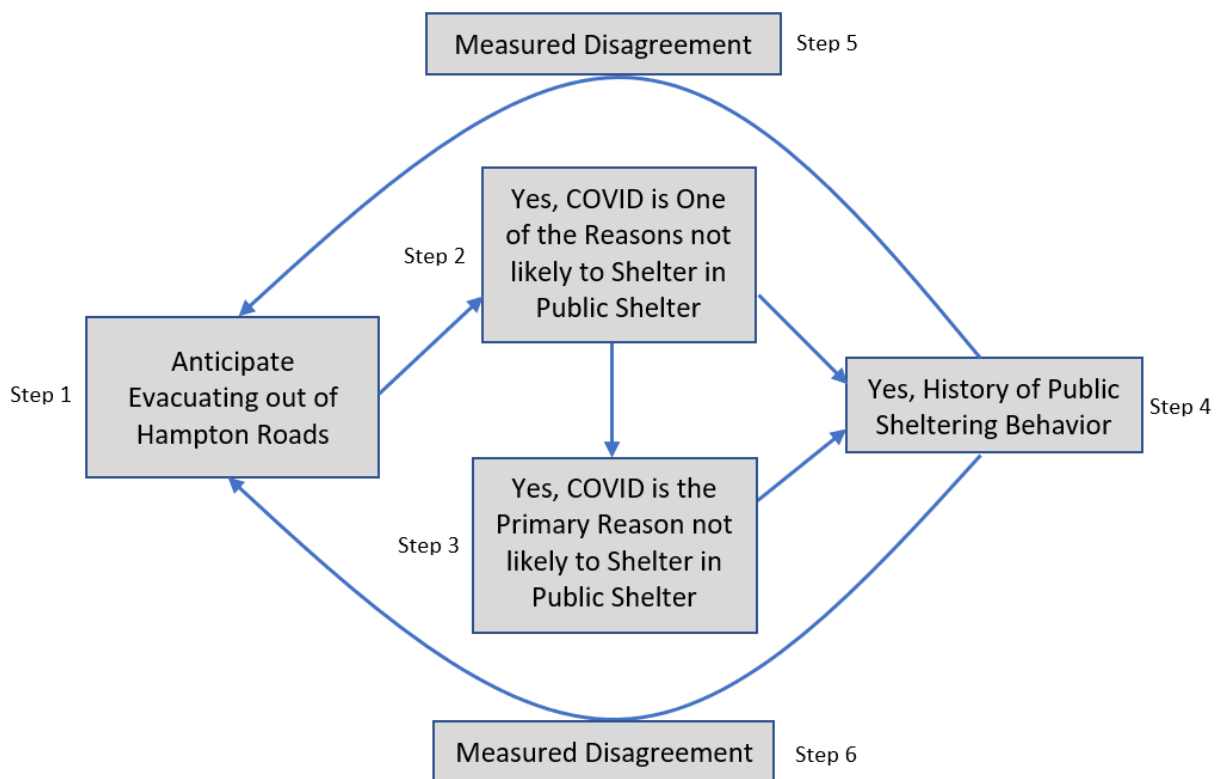 Measured Disagreement
Step 5
Yes, COVID is One
of the Reasons not
likely to Shelter in
Public Shelter
Step 2
Anticipate
Evacuating out of
Hampton Roads
Step 1
Yes, History of Public
Sheltering Behavior
Step 4
Yes, COVID is the
Primary Reason not
likely to Shelter in
Public Shelter
Step 3
Measured Disagreement
Step 6